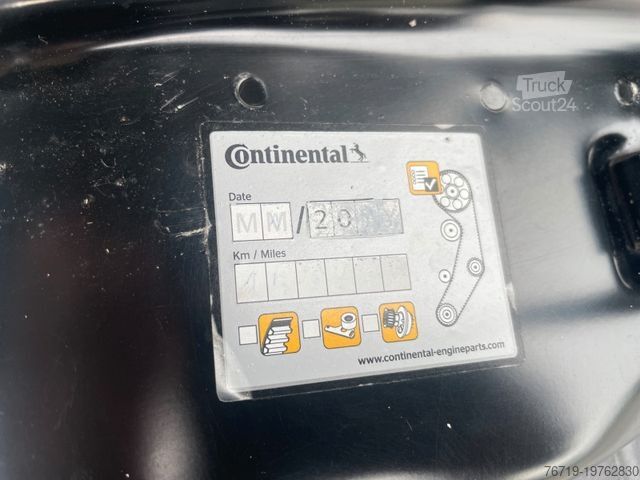 Truck
Scout24
Continental
Date
MM/20
Km / Miles
www.continental-engineparts.com
76719-19762830